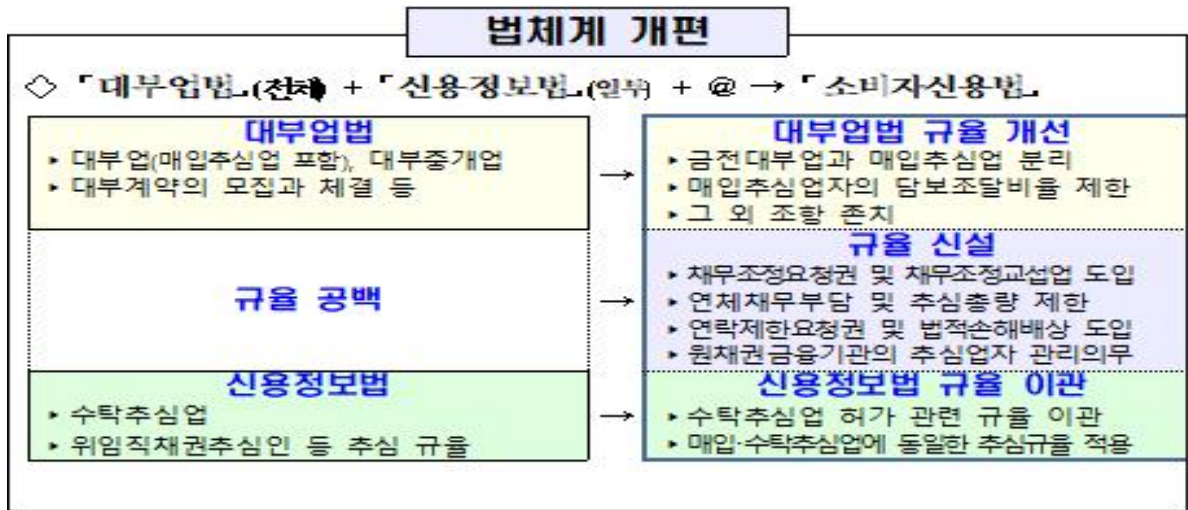 법체계 개편
◇ 「대부업법」(전체) + 「신용정보법」(일부) + @ → 「소비자신용법」
대부업법
▸ 대부업(매입추심업 포함), 대부중개업
▸ 대부계약의 모집과 체결 등
→
대부업법 규율 개선
▸ 금전대부업과 매입추심업 분리
▸ 매입추심업자의 담보조달비율 제한
▸ 그 외 조항 존치
규율 공백
→
규율 신설
▸ 채무조정요청권 및 채무조정교섭업 도입
▸ 연체채무부담 및 추심총량 제한
▸ 연락제한요청권 및 법적손해배상 도입
▸ 원채권금융기관의 추심업자 관리의무
신용정보법
▸ 수탁추심업
▸ 위임직채권추심인 등 추심 규율
→
신용정보법 규율 이관
▸ 수탁추심업 허가 관련 규율 이관
▸ 매입·수탁추심업에 동일한 추심규율 적용